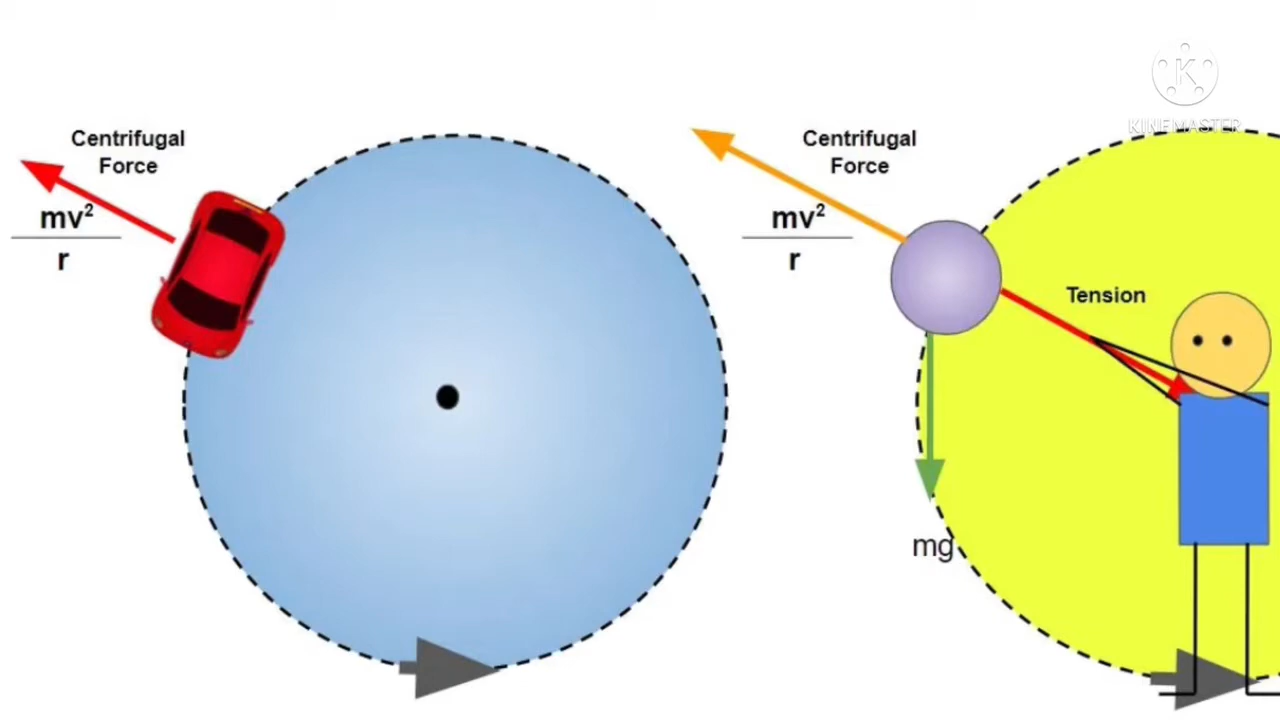 K
KINEMASTER
Centrifugal
Force
mv²
r
Centrifugal
Force
mv²
r
Tension
mg